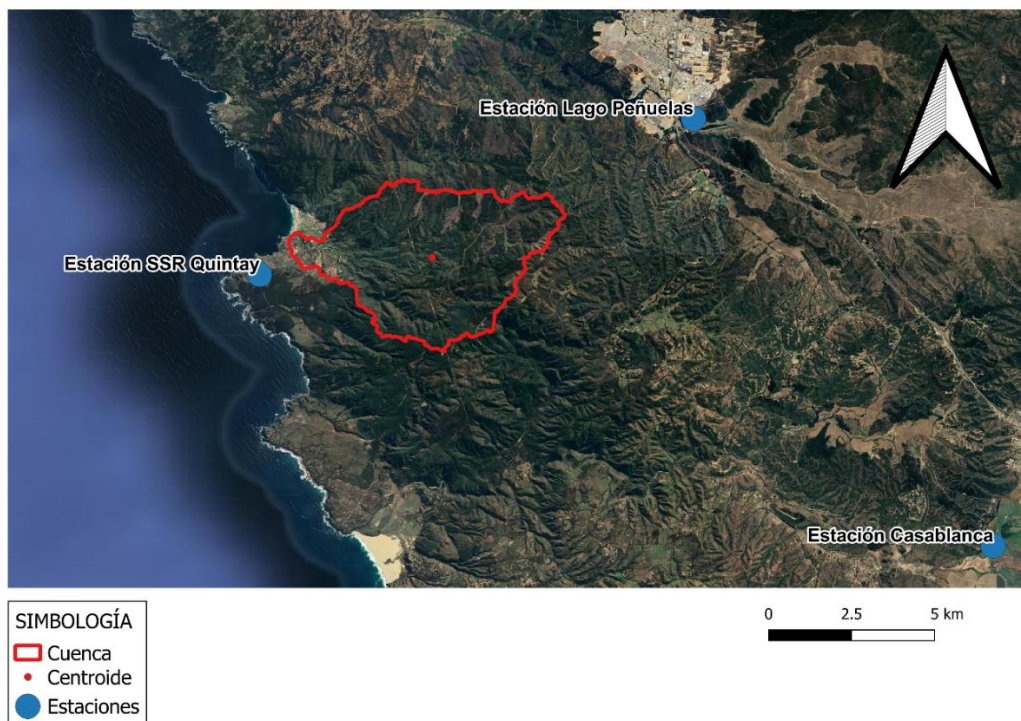 Estación Lago Peñuelas
Estación SSR Quintay
Estación Casablanca
SIMBOLOGÍA
Cuenca
Centroide
Estaciones
0 2.5 5 km